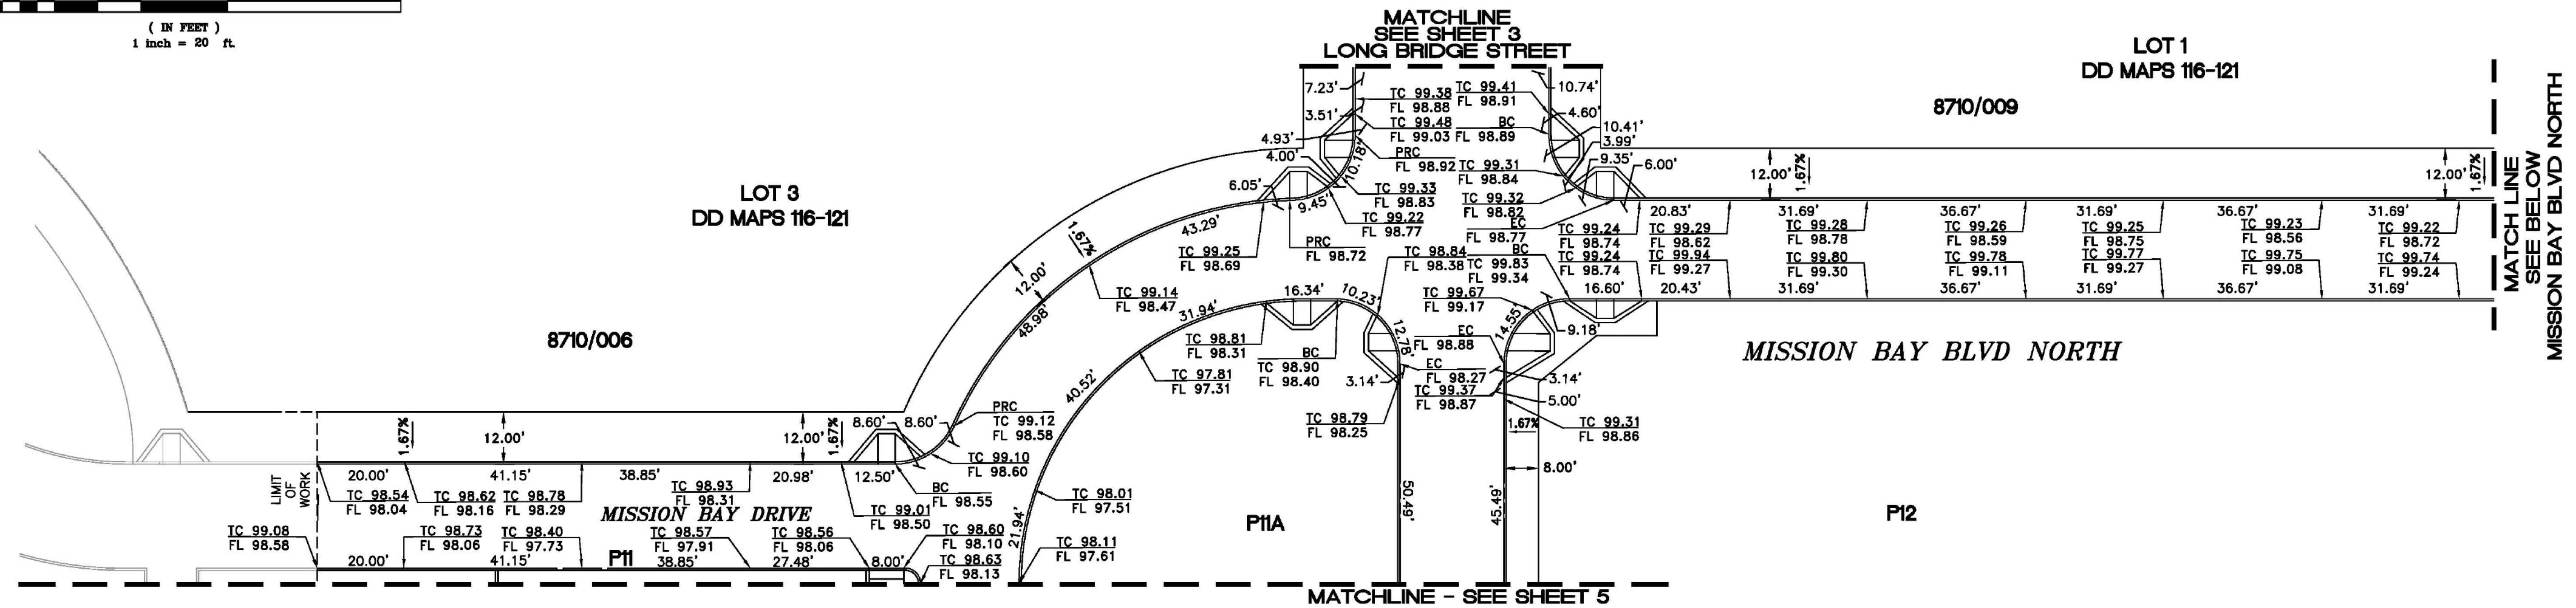 ( IN FEET )
1 inch = 20 ft.
MATCHLINE
SEE SHEET 3
LONG BRIDGE STREET
LOT 1
DD MAPS 116-121
8710/009
MATCH LINE
SEE BELOW
MISSION BAY BLVD NORTH
LOT 3
DD MAPS 116-121
8710/006
7.23'
3.51'
4.93'
4.00'
10.18'
6.05'
9.45'
TC 99.38
FL 98.88
TC 99.48
FL 99.03
PRC
FL 98.92
TC 99.33
FL 98.83
TC 99.22
FL 98.77
PRC
FL 98.72
TC 99.41
FL 98.91
BC
FL 98.89
TC 99.31
FL 98.84
TC 99.32
FL 98.82
EC
FL 98.77
10.74'
4.60'
10.41'
3.99'
9.35'
6.00'
12.00'
1.67%
12.00'
1.67%
43.29'
1.67%
12.00'
48.98'
TC 99.25
FL 98.69
TC 99.14
FL 98.47
20.83'
31.69'
36.67'
31.69'
36.67'
31.69'
TC 99.24
FL 98.74
TC 99.29
FL 98.62
TC 99.28
FL 98.78
TC 99.26
FL 98.59
TC 99.25
FL 98.75
TC 99.23
FL 98.56
TC 99.22
FL 98.72
TC 99.24
FL 98.74
TC 99.94
FL 99.27
TC 99.80
FL 99.30
TC 99.78
FL 99.11
TC 99.77
FL 99.27
TC 99.75
FL 99.08
TC 99.74
FL 99.24
16.60'
20.43'
31.69'
36.67'
31.69'
36.67'
31.69'
TC 98.84
FL 98.38
BC
TC 99.83
FL 99.34
TC 99.67
FL 99.17
16.34'
10.23'
31.94'
12.78'
14.55'
9.18'
TC 98.81
FL 98.31
BC
TC 98.90
FL 98.40
TC 97.81
FL 97.31
40.52'
EC
FL 98.88
EC
FL 98.27
3.14'
TC 99.37
FL 98.87
3.14'
5.00'
TC 98.79
FL 98.25
1.67%
TC 99.31
FL 98.86
8.00'
50.49'
45.49'
MISSION BAY BLVD NORTH
P11A
P12
1.67%
12.00'
12.00'
1.67%
8.60'
8.60'
PRC
TC 99.12
FL 98.58
TC 99.10
FL 98.60
BC
FL 98.55
LIMIT
OF
WORK
20.00'
41.15'
38.85'
20.98'
12.50'
TC 98.54
FL 98.04
TC 98.62
FL 98.16
TC 98.78
FL 98.29
TC 98.93
FL 98.31
TC 99.01
FL 98.50
MISSION BAY DRIVE
TC 99.08
FL 98.58
TC 98.73
FL 98.06
TC 98.40
FL 97.73
TC 98.57
FL 97.91
TC 98.56
FL 98.06
TC 98.60
FL 98.10
TC 98.63
FL 98.13
20.00'
41.15'
P11
38.85'
27.48'
8.00'
21.94'
TC 98.01
FL 97.51
TC 98.11
FL 97.61
MATCHLINE - SEE SHEET 5